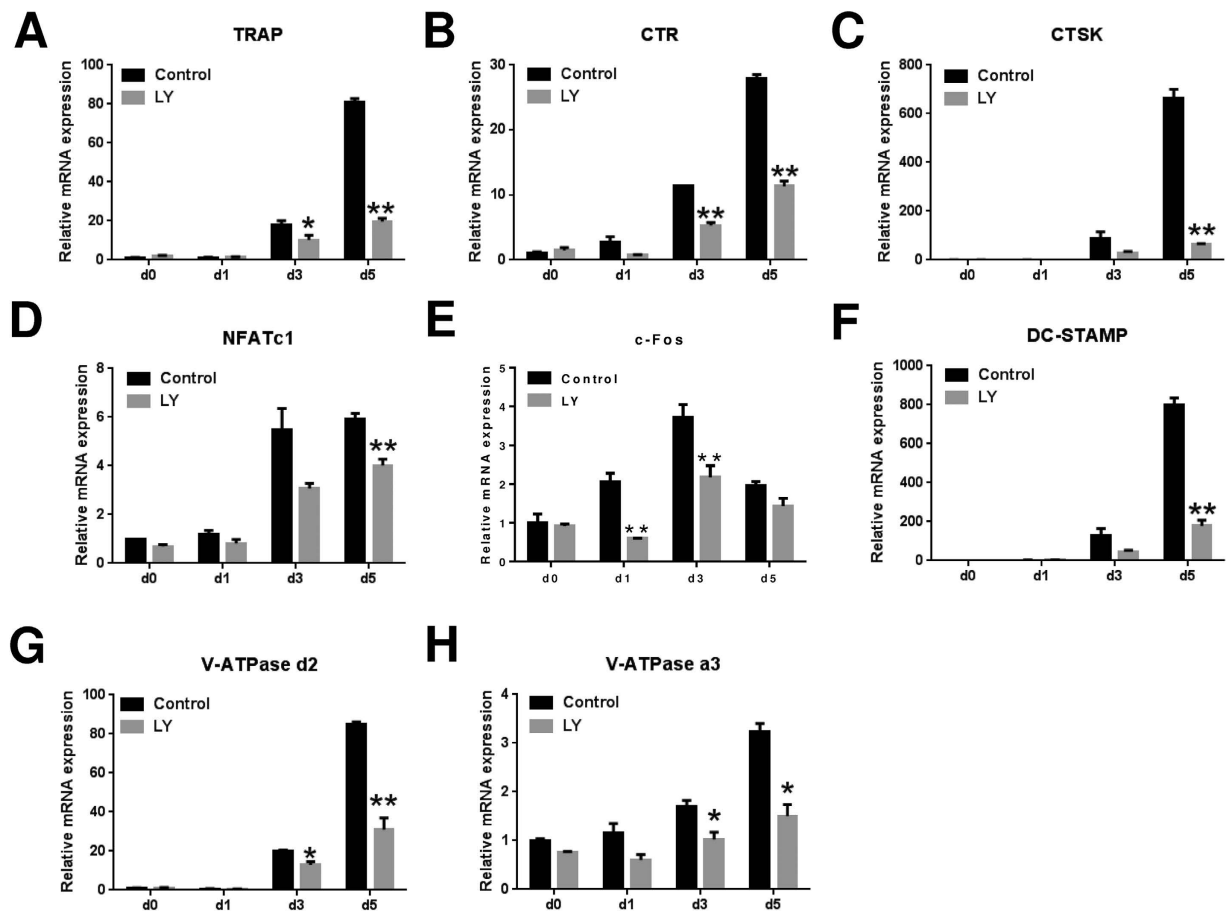 A
TRAP
Relative mRNA expression
100
80
60
40
20
0
Control
LY
*
**
d0 d1 d3 d5
B
CTR
Relative mRNA expression
30
20
10
0
Control
LY
**
**
d0 d1 d3 d5
C
CTSK
Relative mRNA expression
800
600
400
200
0
Control
LY
**
d0 d1 d3 d5
D
NFATc1
Relative mRNA expression
8
6
4
2
0
Control
LY
**
d0 d1 d3 d5
E
c-Fos
Relative mRNA expression
5
4
3
2
1
0
Control
LY
**
**
d0 d1 d3 d5
F
DC-STAMP
Relative mRNA expression
1000
800
600
400
200
0
Control
LY
**
d0 d1 d3 d5
G
V-ATPase d2
Relative mRNA expression
100
80
60
40
20
0
Control
LY
*
**
d0 d1 d3 d5
H
V-ATPase a3
Relative mRNA expression
4
3
2
1
0
Control
LY
*
*
d0 d1 d3 d5